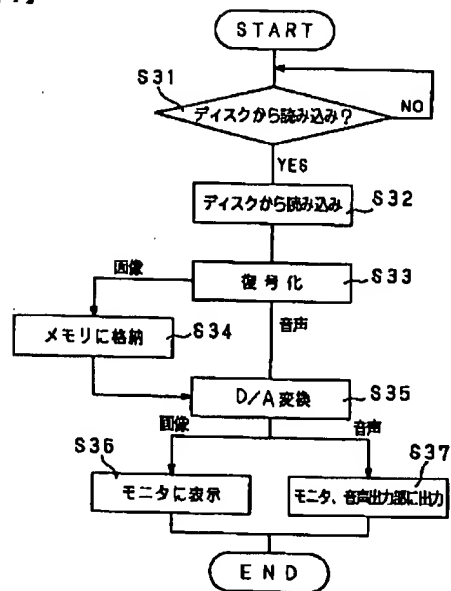 START
S31
ディスクから読み込み?
NO
YES
ディスクから読み込み
S32
復号化
S33
画像
音声
メモリに格納
S34
D/A変換
S35
画像
音声
S36
S37
モニタに表示
モニタ、音声出力部に出力
END